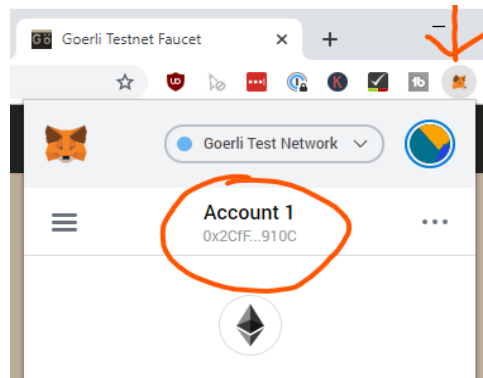 Goerli Testnet Faucet
Goerli Test Network
Account 1
0x2CfF...910C